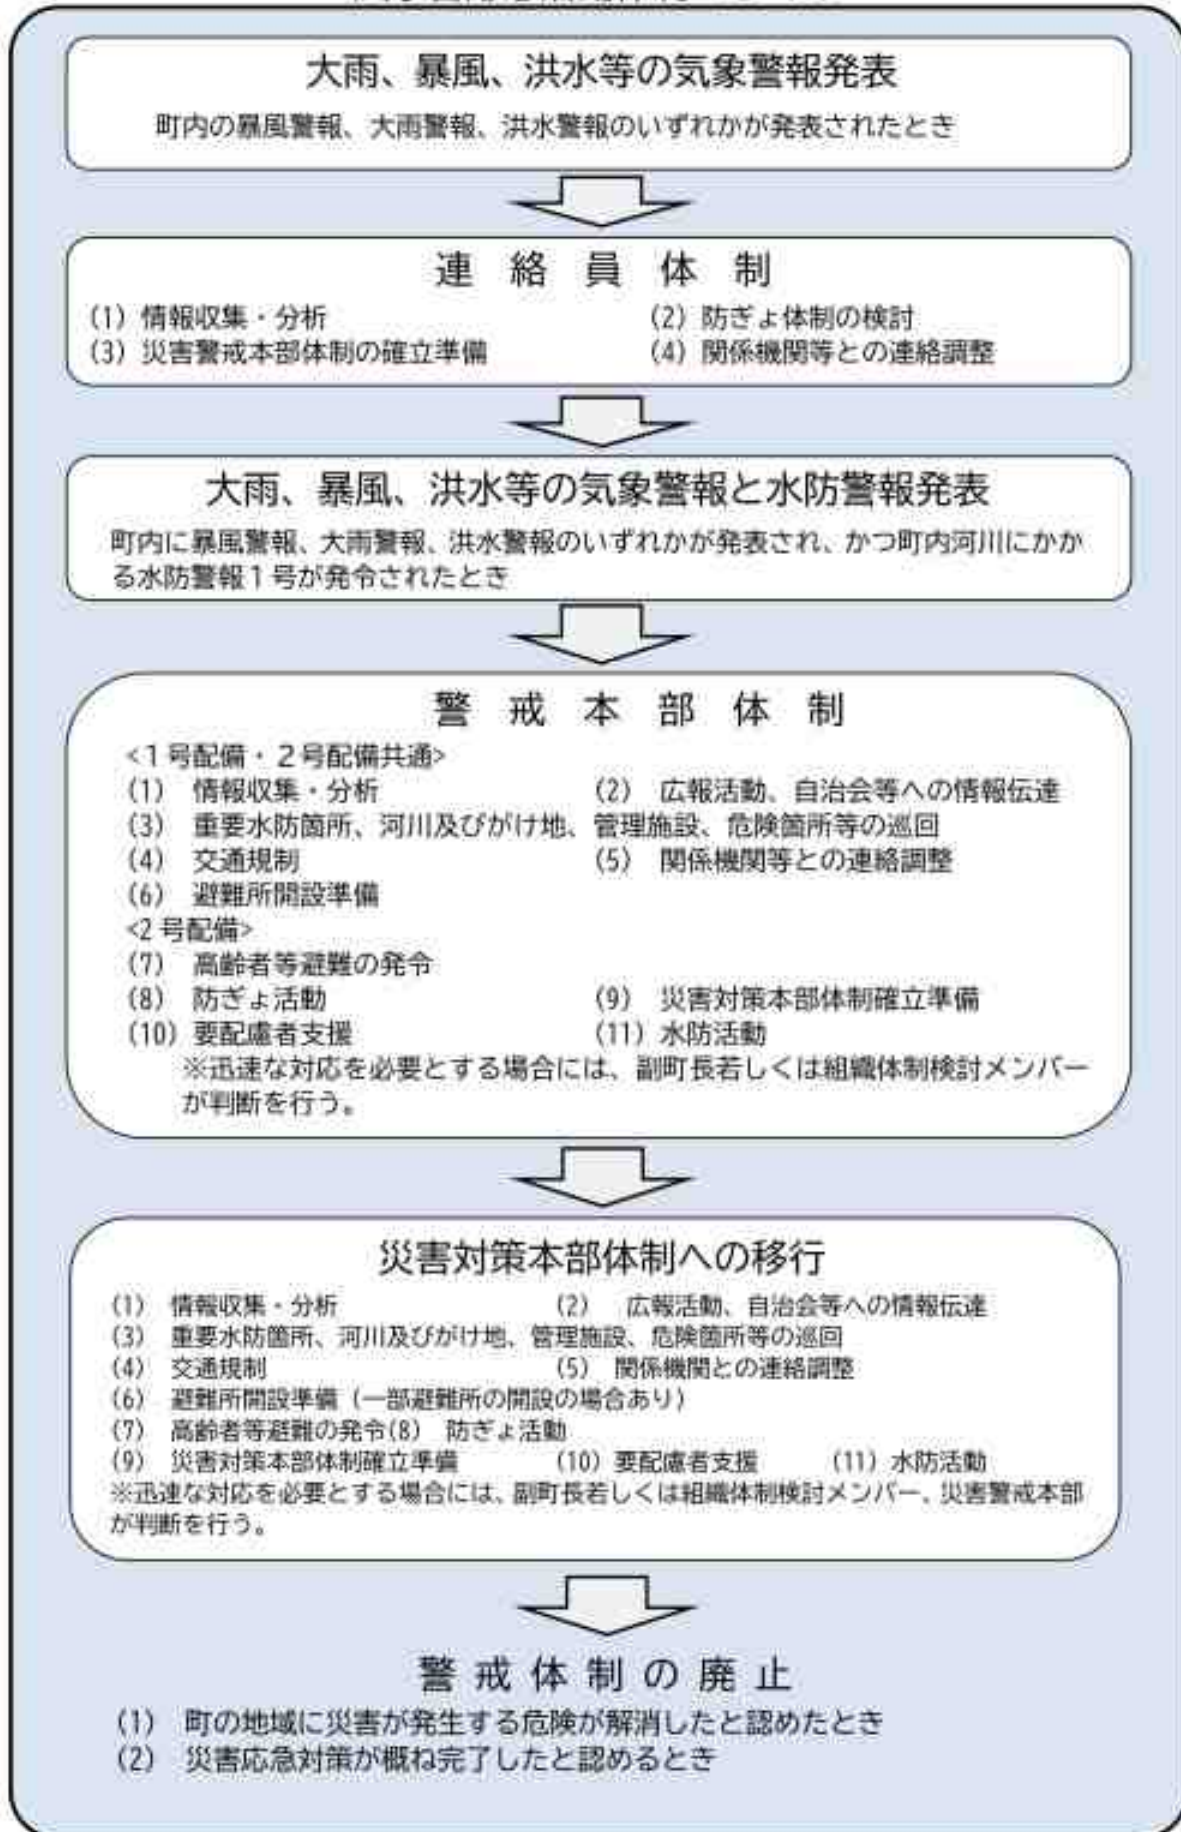 大雨、暴風、洪水等の気象警報発表
町内の暴風警報、大雨警報、洪水警報のいずれかが発表されたとき
連絡員体制
(1) 情報収集・分析 (2) 防ぎょ体制の検討
(3) 災害警戒本部体制の確立準備 (4) 関係機関等との連絡調整
大雨、暴風、洪水等の気象警報と水防警報発表
町内に暴風警報、大雨警報、洪水警報のいずれかが発表され、かつ町内河川にかか
る水防警報1号が発令されたとき
警戒本部体制
<1号配備・2号配備共通>
(1) 情報収集・分析 (2) 広報活動、自治会等への情報伝達
(3) 重要水防箇所、河川及びがけ地、管理施設、危険箇所等の巡回
(4) 交通規制 (5) 関係機関等との連絡調整
(6) 避難所開設準備
<2号配備>
(7) 高齢者等避難の発令
(8) 防ぎょ活動 (9) 災害対策本部体制確立準備
(10) 要配慮者支援 (11) 水防活動
※迅速な対応を必要とする場合には、副町長若しくは組織体制検討メンバー
が判断を行う。
災害対策本部体制への移行
(1) 情報収集・分析 (2) 広報活動、自治会等への情報伝達
(3) 重要水防箇所、河川及びがけ地、管理施設、危険箇所等の巡回
(4) 交通規制 (5) 関係機関との連絡調整
(6) 避難所開設準備（一部避難所の開設の場合あり）
(7) 高齢者等避難の発令(8) 防ぎょ活動
(9) 災害対策本部体制確立準備 (10) 要配慮者支援 (11) 水防活動
※迅速な対応を必要とする場合には、副町長若しくは組織体制検討メンバー、災害警戒本部
が判断を行う。
警戒体制の廃止
(1) 町の地域に災害が発生する危険が解消したと認めたとき
(2) 災害応急対策が概ね完了したと認めるとき